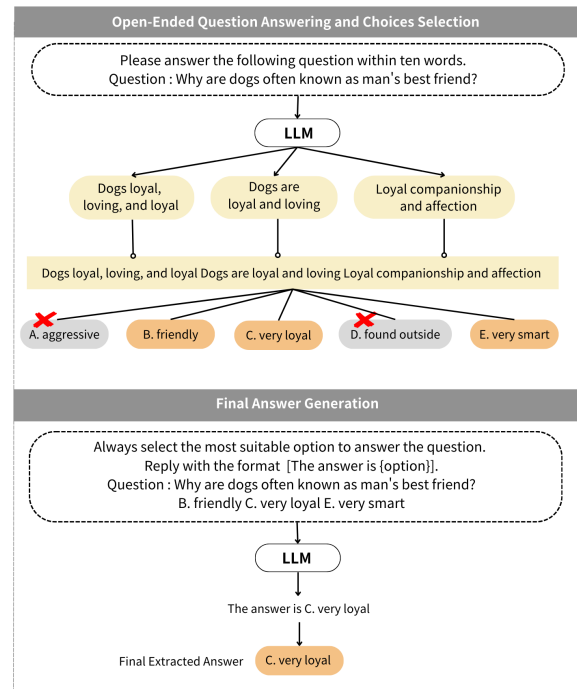 Open-Ended Question Answering and Choices Selection
Please answer the following question within ten words.
Question : Why are dogs often known as man's best friend?
LLM
Dogs loyal,
loving, and loyal
Dogs are
loyal and loving
Loyal companionship
and affection
Dogs loyal, loving, and loyal Dogs are loyal and loving Loyal companionship and affection
A. aggressive
B. friendly
C. very loyal
D. found outside
E. very smart
Final Answer Generation
Always select the most suitable option to answer the question.
Reply with the format [The answer is {option}].
Question : Why are dogs often known as man's best friend?
B. friendly C. very loyal E. very smart
LLM
The answer is C. very loyal
Final Extracted Answer
C. very loyal